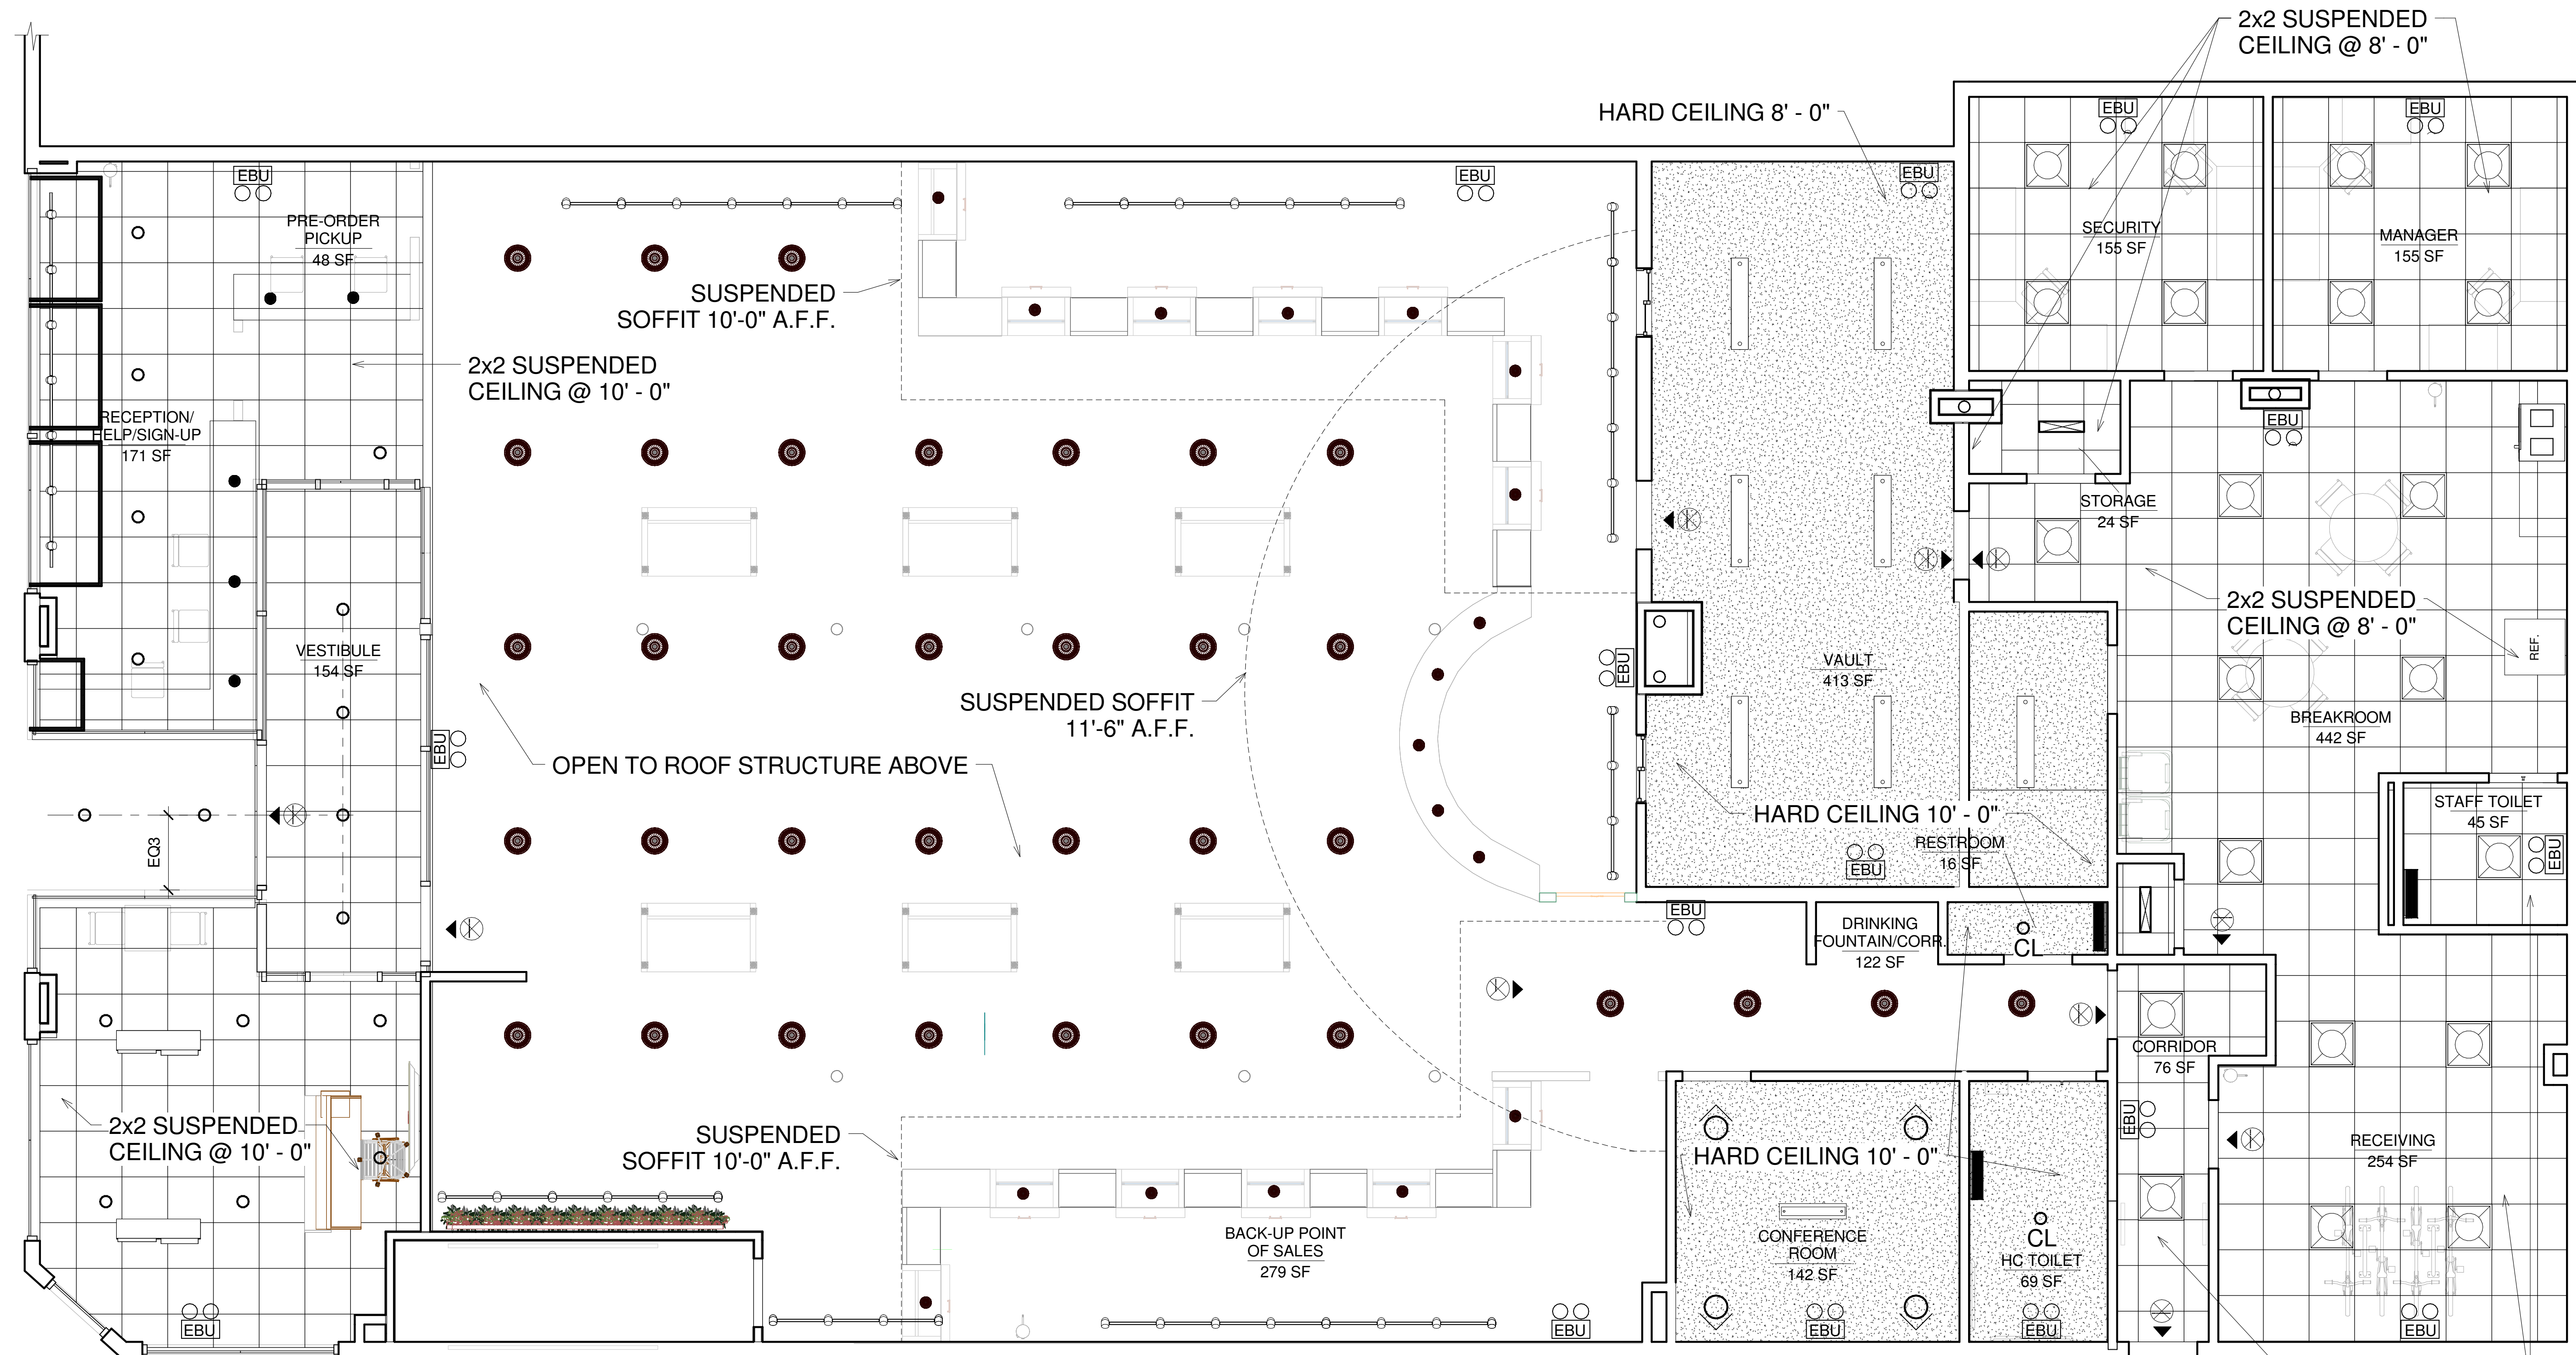 2x2 SUSPENDED
CEILING @ 8' - 0"
HARD CEILING 8' - 0"
EBU
EBU
EBU
EBU
EBU
PRE-ORDER
PICKUP
48 SF
SECURITY
155 SF
MANAGER
155 SF
SUSPENDED
SOFFIT 10'-0" A.F.F.
2x2 SUSPENDED
CEILING @ 10' - 0"
RECEPTION/
HELP/SIGN-UP
171 SF
EBU
STORAGE
24 SF
2x2 SUSPENDED
CEILING @ 8' - 0"
REF.
VESTIBULE
154 SF
EBU
VAULT
413 SF
SUSPENDED SOFFIT
11'-6" A.F.F.
BREAKROOM
442 SF
EBU
OPEN TO ROOF STRUCTURE ABOVE
HARD CEILING 10' - 0"
STAFF TOILET
45 SF
EBU
EQ3
RESTROOM
16 SF
EBU
EBU
DRINKING
FOUNTAIN/CORR.
122 SF
CL
CORRIDOR
76 SF
2x2 SUSPENDED
CEILING @ 10' - 0"
SUSPENDED
SOFFIT 10'-0" A.F.F.
HARD CEILING 10' - 0"
EBU
RECEIVING
254 SF
BACK-UP POINT
OF SALES
279 SF
CONFERENCE
ROOM
142 SF
CL
HC TOILET
69 SF
EBU
EBU
EBU
EBU
EBU